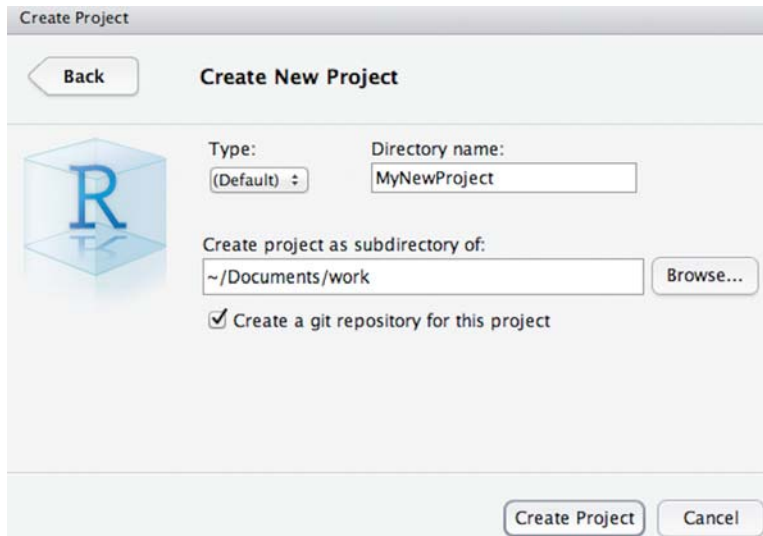 Create Project
Back
Create New Project
R
Type:
Directory name:
(Default)
MyNewProject
Create project as subdirectory of:
~/Documents/work
Browse...
Create a git repository for this project
Create Project
Cancel